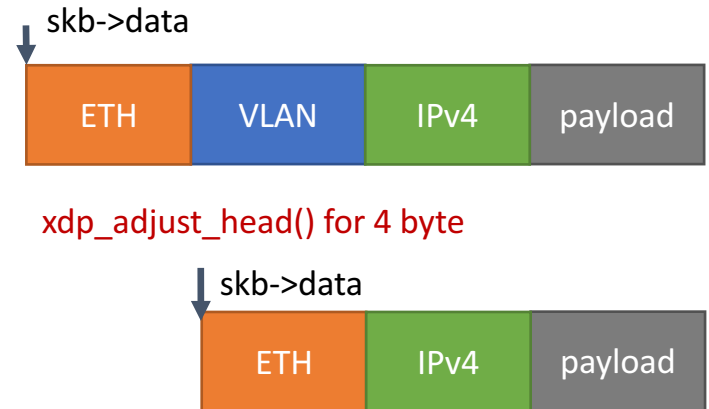 skb->data
ETH VLAN IPv4 payload
xdp_adjust_head() for 4 byte
skb->data
ETH IPv4 payload